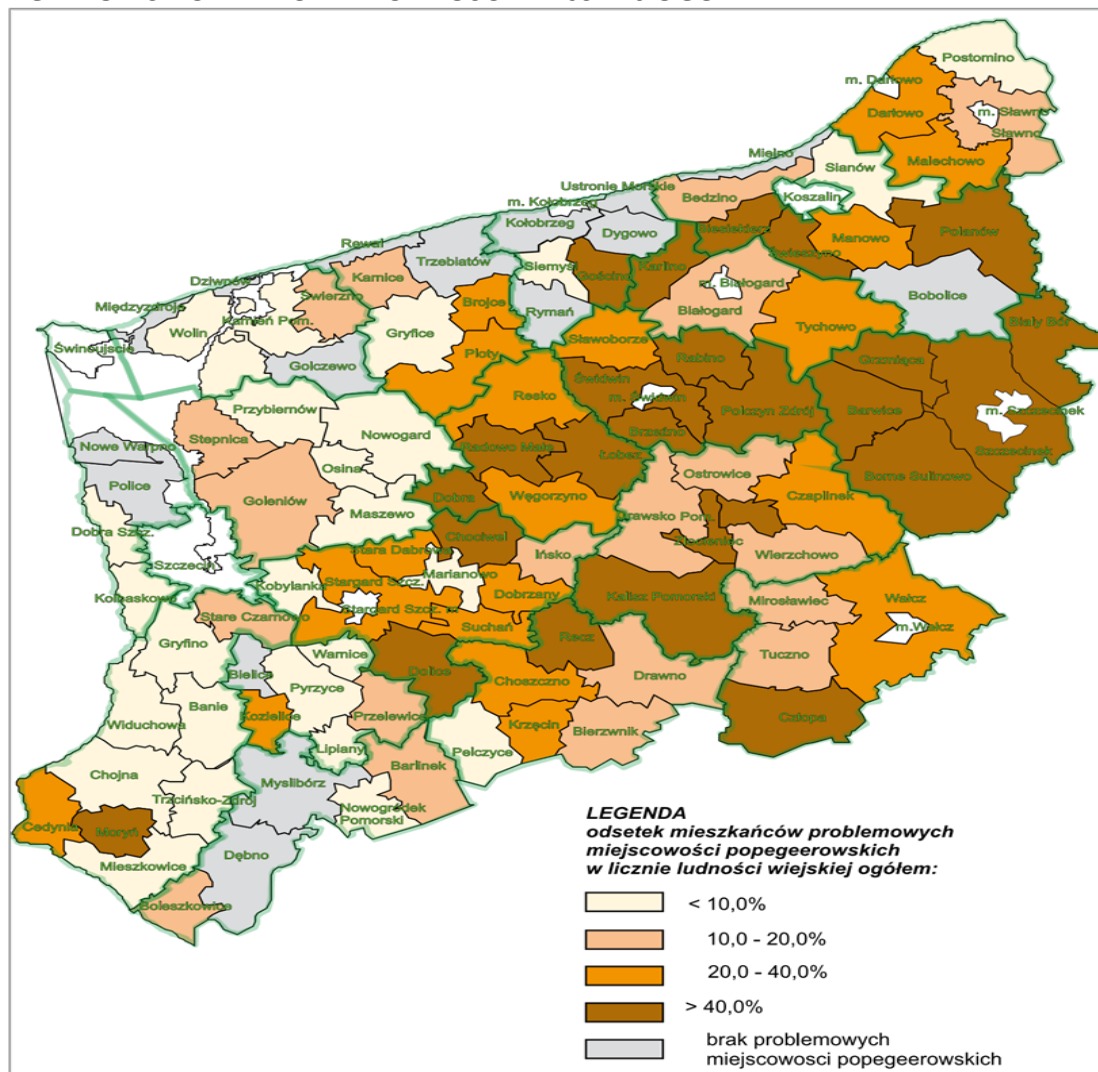 Postomino
m. Darłowo
Darłowo
m. Sławno
Sławno
Malechowo
Mielno
Sianów
Ustronie Morskie
Będzino
Koszalin
m. Kołobrzeg
Kołobrzeg
Dygowo
Biesiekierz
Manowo
Polanów
Świeszyno
Rewal
Trzebiatów
Siemyśl
Gościno
Karlino
m. Białogard
Białogard
Bobolice
Dziwnów
Karnice
Świerzno
Międzyzdroje
Wolin
Kamień Pom.
Brojce
Rymań
Gryfice
Tychowo
Biały Bór
Świnoujście
Golczewo
Płoty
Sławoborze
Rąbino
Grzmiąca
Resko
Świdwin
m. Świdwin
Połczyn Zdrój
Barwice
m. Szczecinek
Szczecinek
Przybiernów
Stepnica
Nowogard
Brzeżno
Radowo Małe
Łobez
Nowe Warpno
Osina
Ostrowice
Borne Sulinowo
Police
Goleniów
Dobra
Węgorzyno
Czaplinek
Maszewo
Drawsko Pom.
Dobra Szcz.
Chociwel
Złocieniec
Stara Dąbrowa
Ińsko
Wierzchowo
Szczecin
Kobylanka
Stargard Szcz.
Marianowo
Dobrzany
Kalisz Pomorski
Mirosławiec
Wałcz
Kołbaskowo
Stare Czarnowo
Stargard Szcz. m
Suchań
m.Wałcz
Gryfino
Warnice
Recz
Tuczno
Bielice
Dolice
Pyrzyce
Choszczno
Drawno
Banie
Kozielice
Przelewice
Widuchowa
Krzęcin
Bierzwnik
Człopa
Lipiany
Pełczyce
Chojna
Myślibórz
Barlinek
Trzcińsko-Zdrój
Nowogródek
Pomorski
Cedynia
Moryń
Dębno
Mieszkowice
Boleszkowice
LEGENDA
odsetek mieszkańców problemowych
miejscowości popegeerowskich
w licznie ludności wiejskiej ogółem:
< 10,0%
10,0 - 20,0%
20,0 - 40,0%
> 40,0%
brak problemowych
miejscowosci popegeerowskich